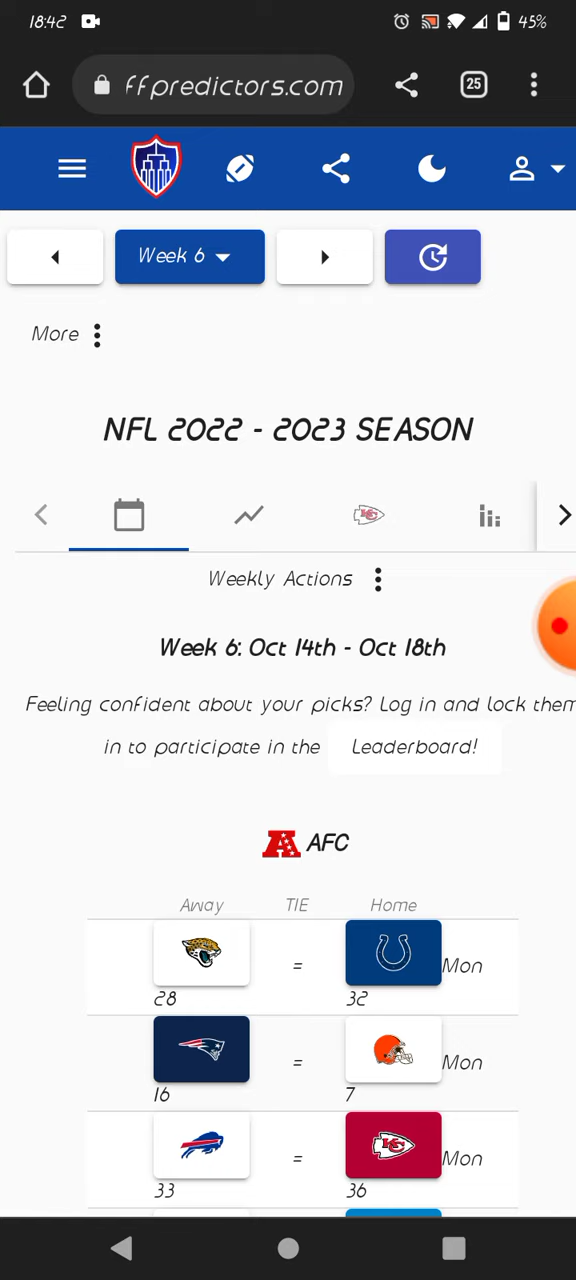 18:42 45%
ffpredictors.com 25
Week 6
More
NFL 2022 - 2023 SEASON
Weekly Actions
Week 6: Oct 14th - Oct 18th
Feeling confident about your picks? Log in and lock them
in to participate in the Leaderboard!
A AFC
Away TIE Home
= Mon
28 32
= Mon
16 7
= KC Mon
33 36